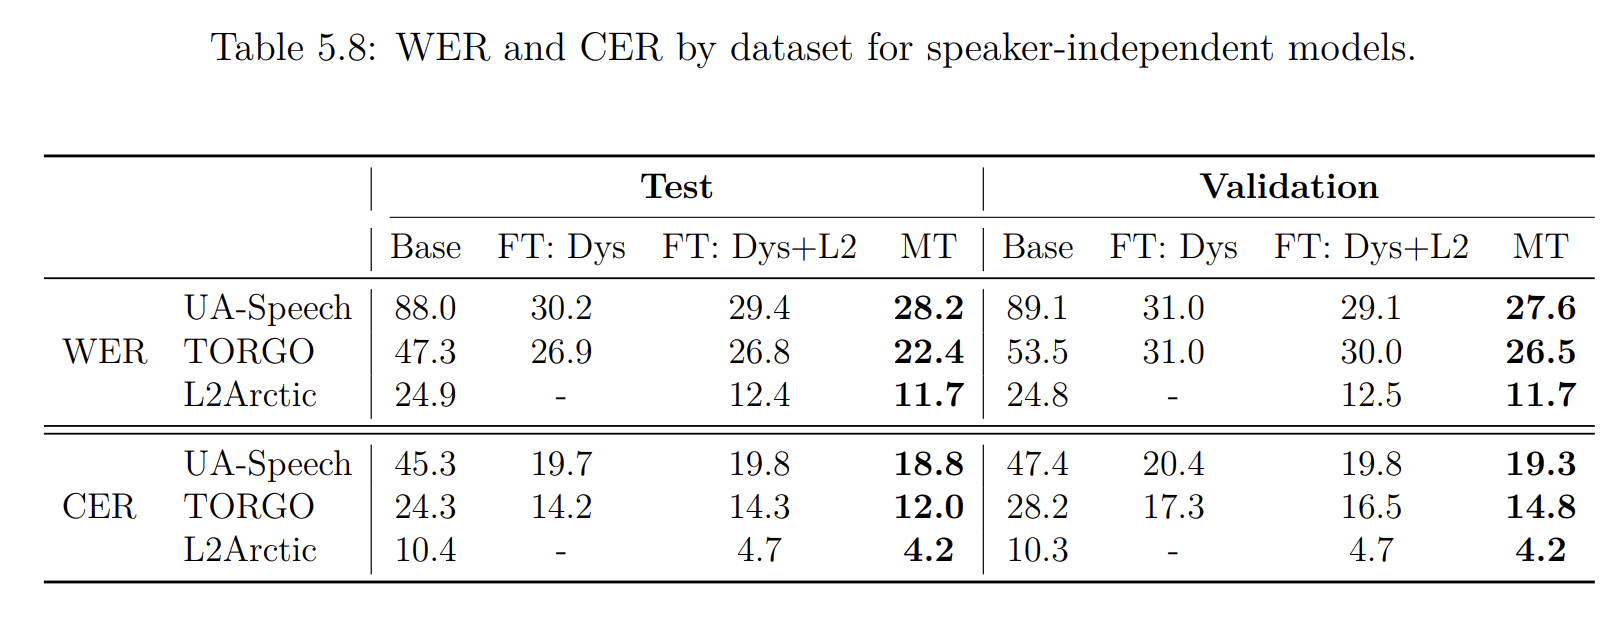 Table 5.8: WER and CER by dataset for speaker-independent models.
Test Validation
Base FT: Dys FT: Dys+L2 MT Base FT: Dys FT: Dys+L2 MT
UA-Speech 88.0 30.2 29.4 28.2 89.1 31.0 29.1 27.6
WER TORGO 47.3 26.9 26.8 22.4 53.5 31.0 30.0 26.5
L2Arctic 24.9 - 12.4 11.7 24.8 - 12.5 11.7
UA-Speech 45.3 19.7 19.8 18.8 47.4 20.4 19.8 19.3
CER TORGO 24.3 14.2 14.3 12.0 28.2 17.3 16.5 14.8
L2Arctic 10.4 - 4.7 4.2 10.3 - 4.7 4.2